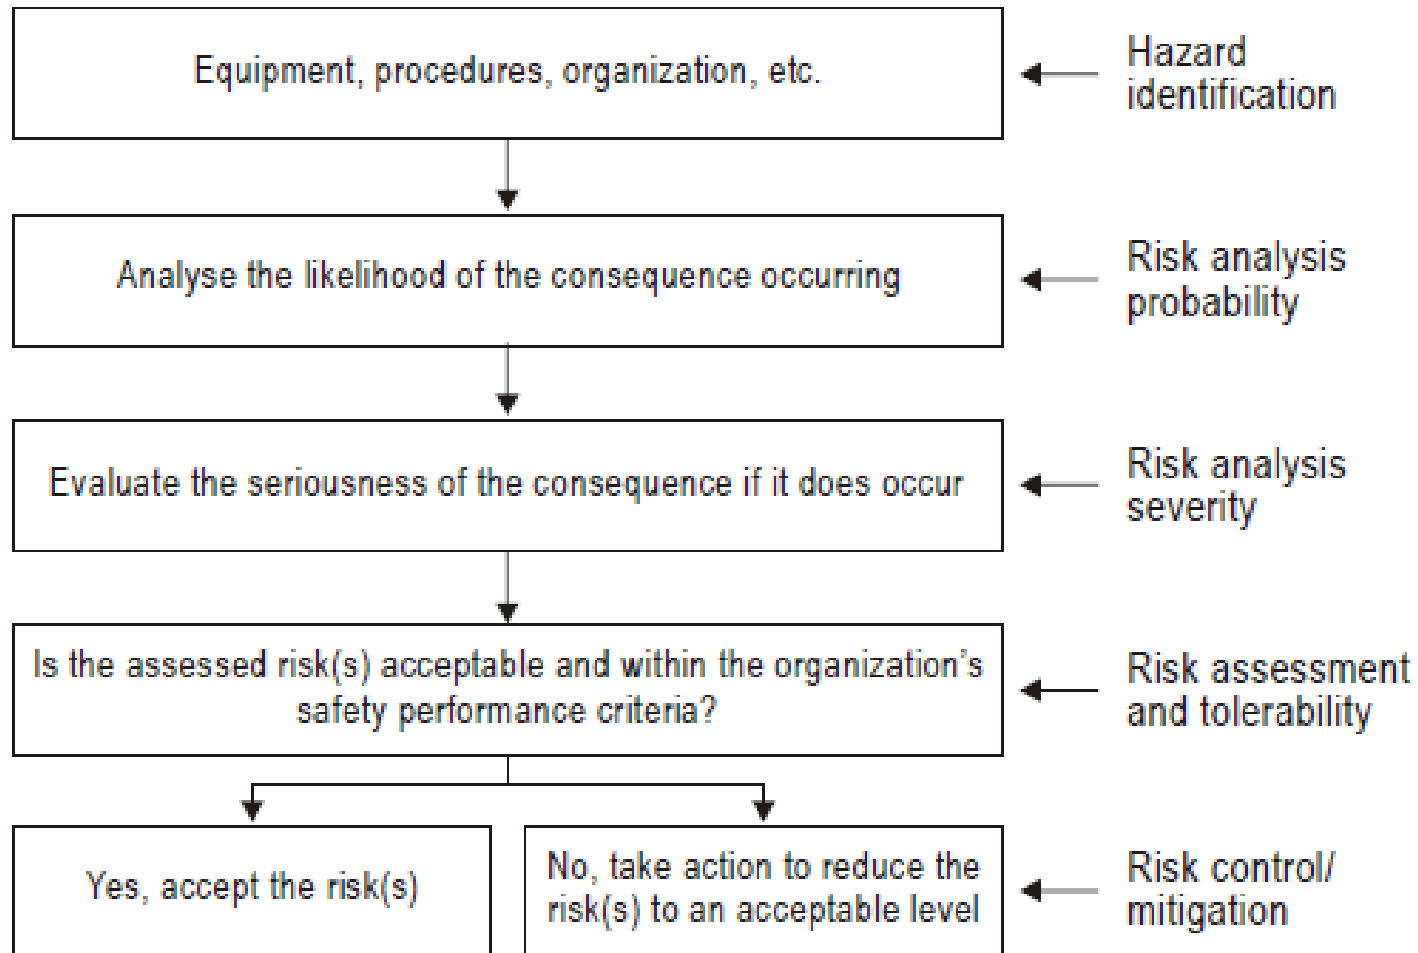 Equipment, procedures, organization, etc.
Hazard
identification
Analyse the likelihood of the consequence occurring
Risk analysis
probability
Evaluate the seriousness of the consequence if it does occur
Risk analysis
severity
Is the assessed risk(s) acceptable and within the organization's
safety performance criteria?
Risk assessment
and tolerability
Yes, accept the risk(s)
No, take action to reduce the
risk(s) to an acceptable level
Risk control/
mitigation